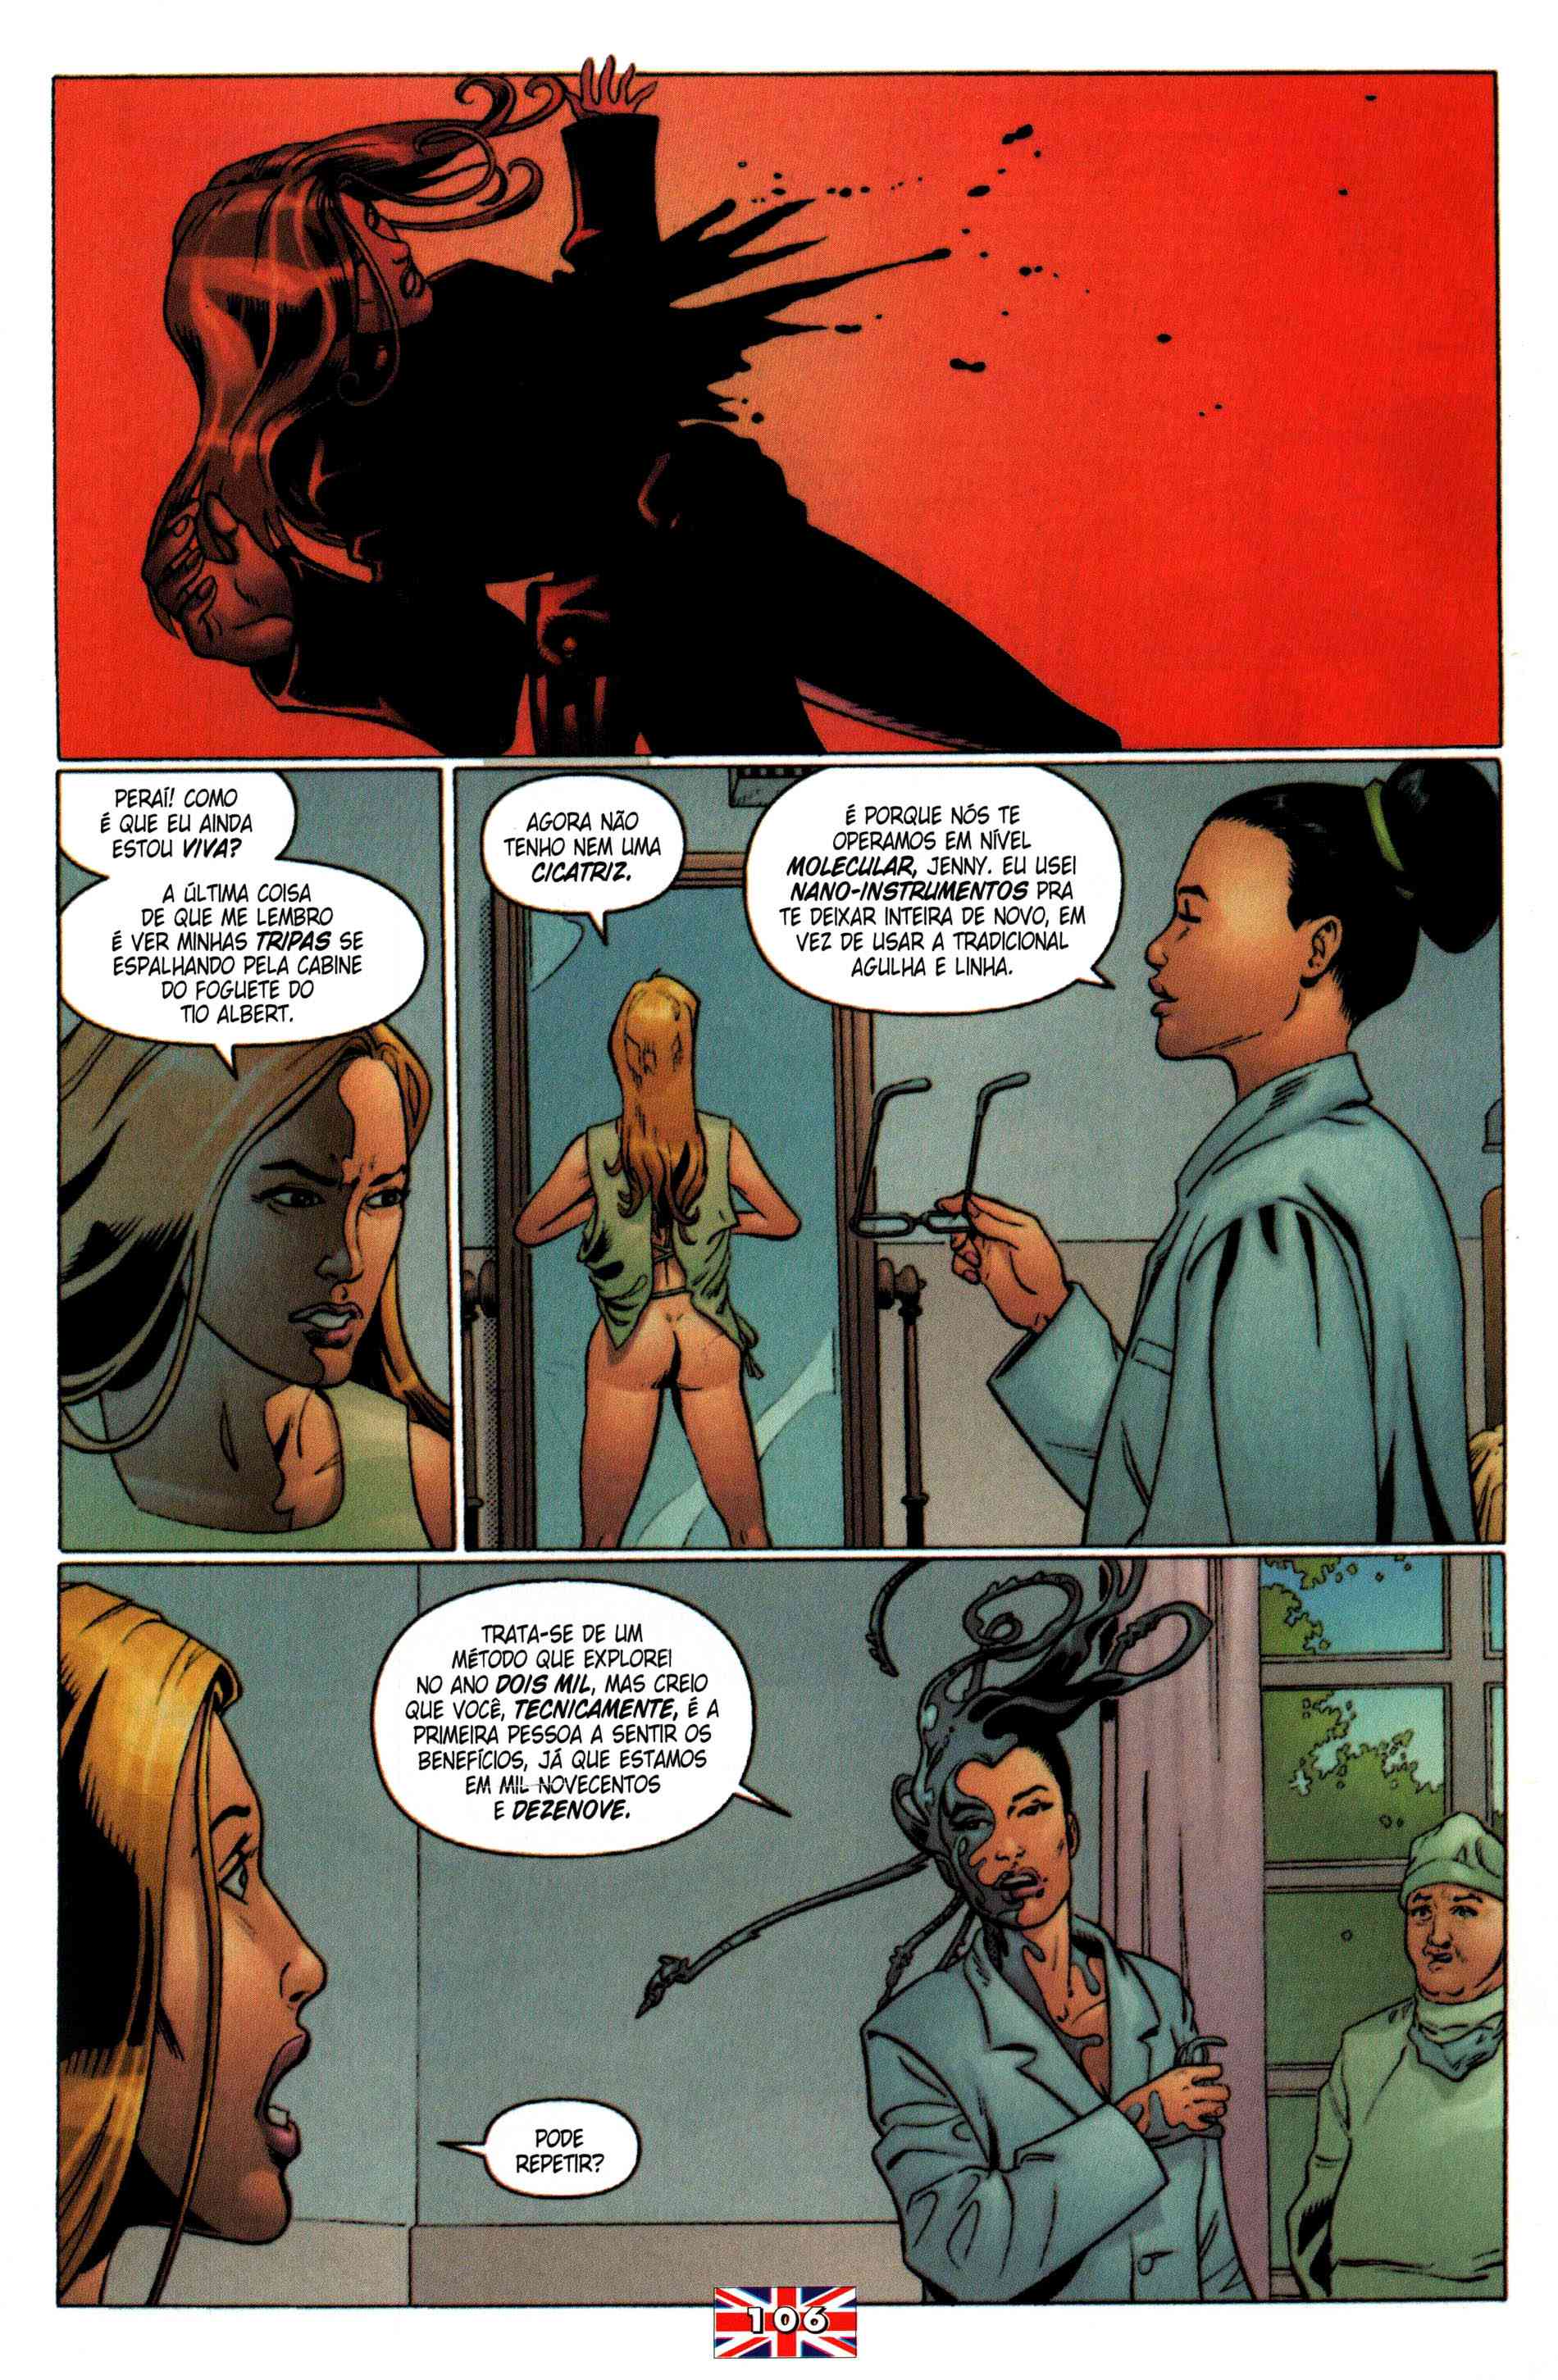 PERAÍ! COMO
É QUE EU AINDA
ESTOU VIVA?
A ÚLTIMA COISA
DE QUE ME LEMBRO
É VER MINHAS TRIPAS SE
ESPALHANDO PELA CABINE
DO FOGUETE DO
TIO ALBERT.
AGORA NÃO
TENHO NEM UMA
CICATRIZ.
É PORQUE NÓS TE
OPERAMOS EM NÍVEL
MOLECULAR, JENNY. EU USEI
NANO-INSTRUMENTOS PRA
TE DEIXAR INTEIRA DE NOVO, EM
VEZ DE USAR A TRADICIONAL
AGULHA E LINHA.
TRATA-SE DE UM
MÉTODO QUE EXPLOREI
NO ANO DOIS MIL, MAS CREIO
QUE VOCÊ, TECNICAMENTE, É A
PRIMEIRA PESSOA A SENTIR OS
BENEFÍCIOS, JÁ QUE ESTAMOS
EM MIL NOVECENTOS
E DEZENOVE.
PODE
REPETIR?
106